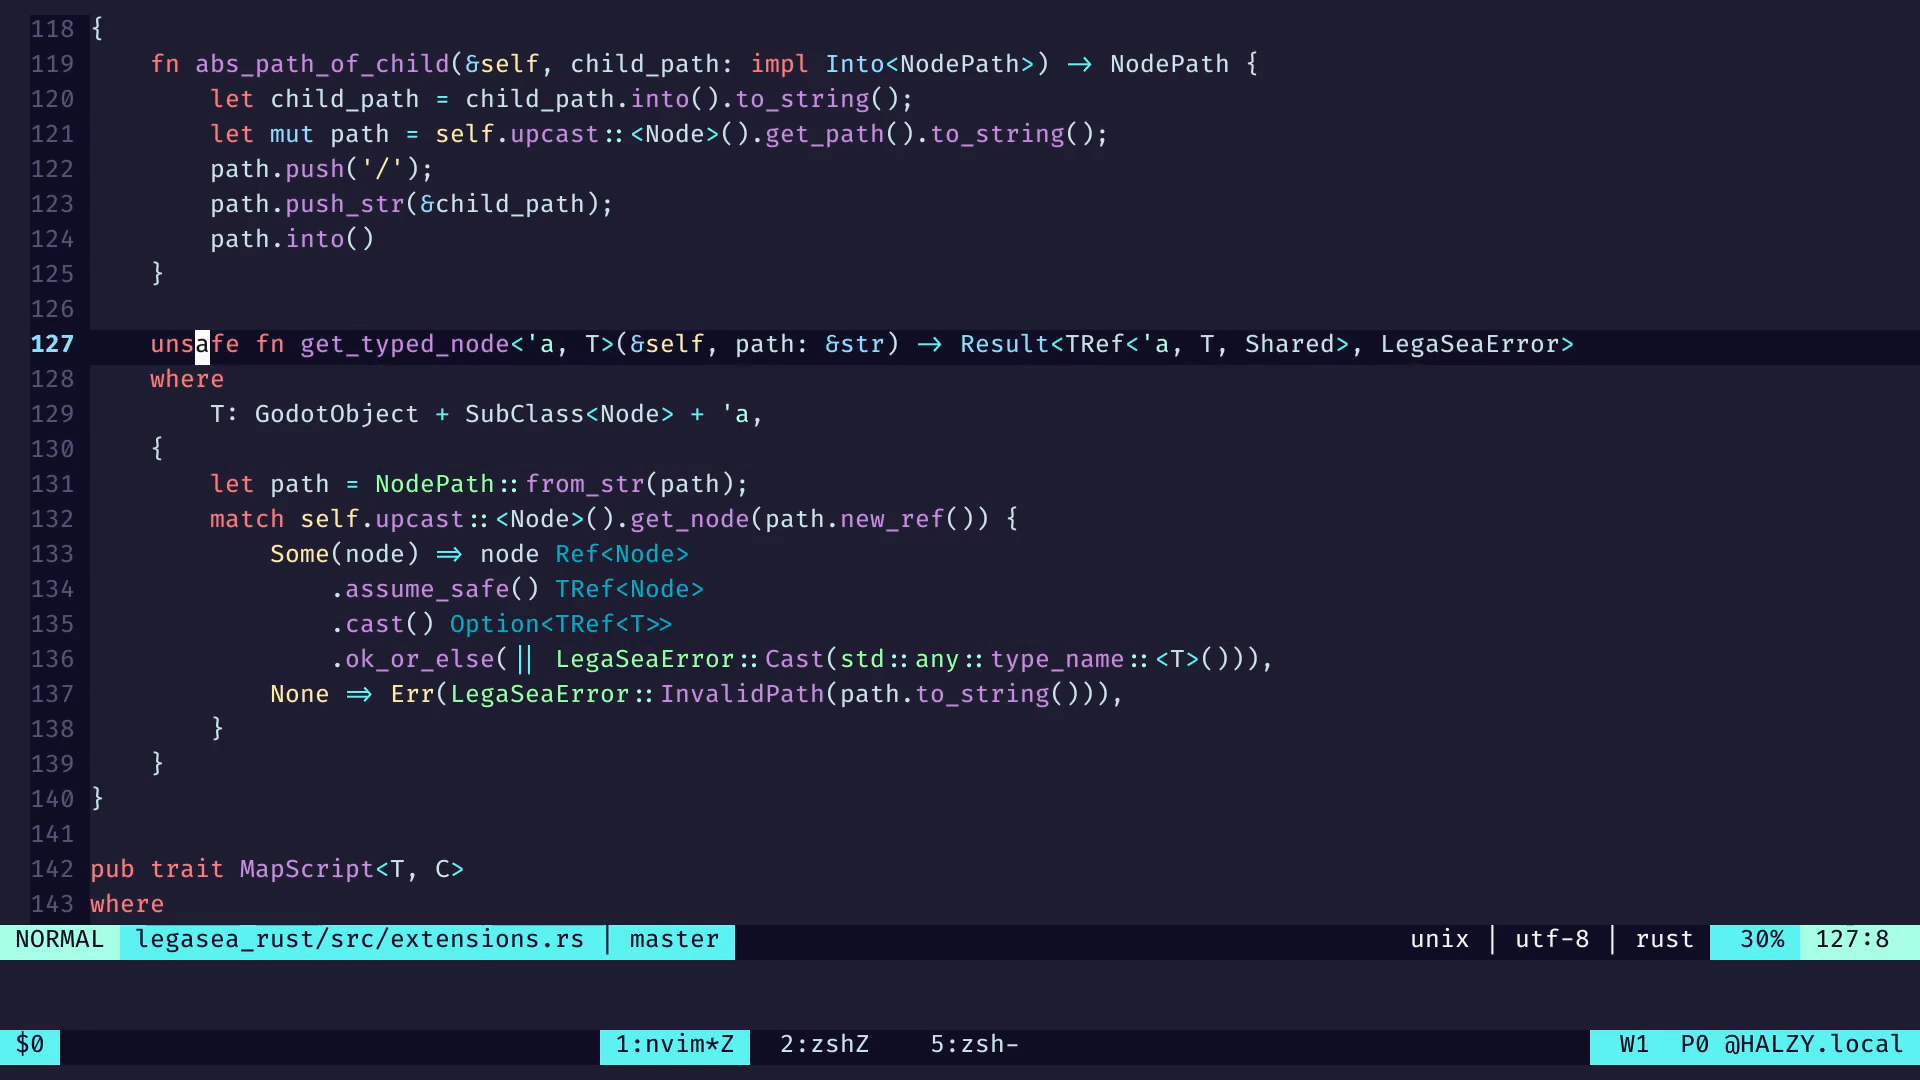 118 {
119     fn abs_path_of_child(&self, child_path: impl Into<NodePath>) -> NodePath {
120         let child_path = child_path.into().to_string();
121         let mut path = self.upcast::<Node>().get_path().to_string();
122         path.push('/');
123         path.push_str(&child_path);
124         path.into()
125     }
126
127     unsafe fn get_typed_node<'a, T>(&self, path: &str) -> Result<TRef<'a, T, Shared>, LegaSeaError>
128     where
129         T: GodotObject + SubClass<Node> + 'a,
130     {
131         let path = NodePath::from_str(path);
132         match self.upcast::<Node>().get_node(path.new_ref()) {
133             Some(node) => node Ref<Node>
134                 .assume_safe() TRef<Node>
135                 .cast() Option<TRef<T>>
136                 .ok_or_else(|| LegaSeaError::Cast(std::any::type_name::<T>())),
137             None => Err(LegaSeaError::InvalidPath(path.to_string())),
138         }
139     }
140 }
141
142 pub trait MapScript<T, C>
143 where
NORMAL legasea_rust/src/extensions.rs | master unix | utf-8 | rust 30% 127:8
$0 1:nvim*Z 2:zshZ 5:zsh- W1 P0 @HALZY.local